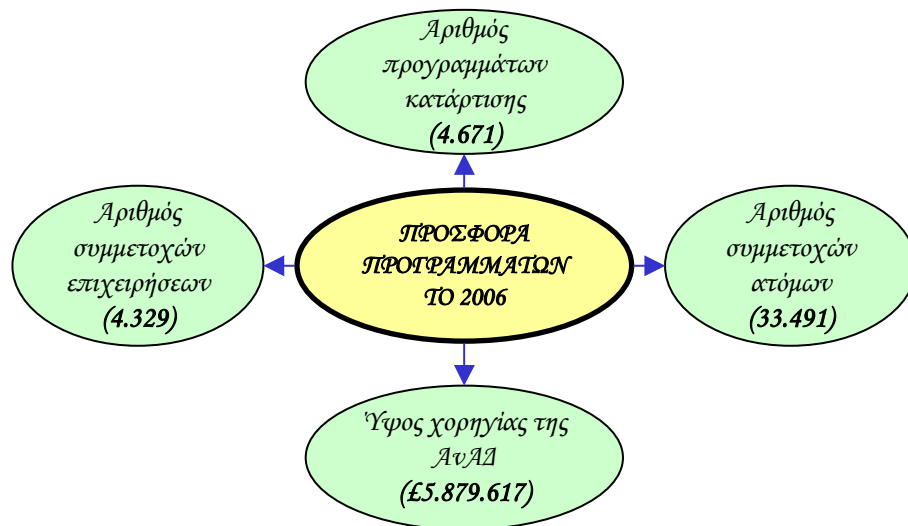 Αριθμός
προγραμμάτων
κατάρτισης
(4.671)
Αριθμός
συμμετοχών
επιχειρήσεων
(4.329)
ΠΡΟΣΦΟΡΑ
ΠΡΟΓΡΑΜΜΑΤΩΝ
ΤΟ 2006
Αριθμός
συμμετοχών
ατόμων
(33.491)
Ύψος χορηγίας της
ΑνΑΔ
(£5.879.617)